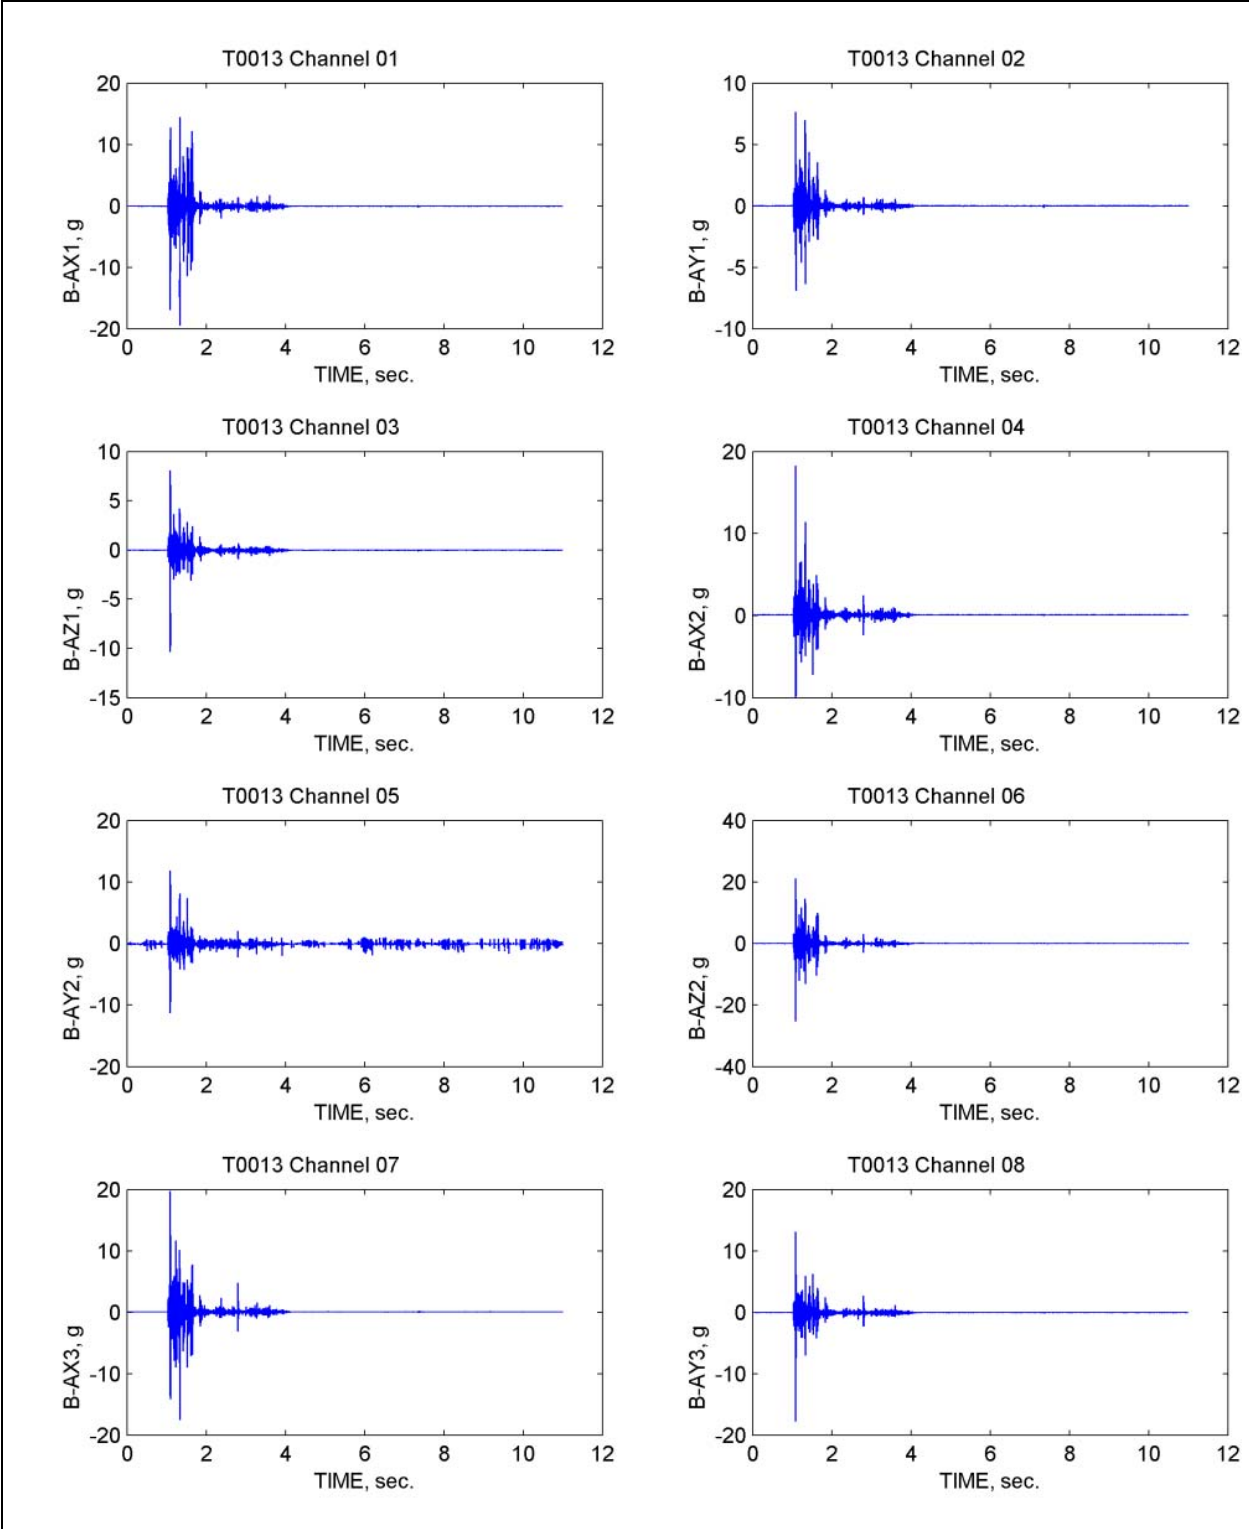 T0013 Channel 01
20
10
0
-10
-20
B-AX1, g
0 2 4 6 8 10 12
TIME, sec.
T0013 Channel 02
10
5
0
-5
-10
B-AY1, g
0 2 4 6 8 10 12
TIME, sec.
T0013 Channel 03
10
5
0
-5
-10
-15
B-AZ1, g
0 2 4 6 8 10 12
TIME, sec.
T0013 Channel 04
20
10
0
-10
B-AX2, g
0 2 4 6 8 10 12
TIME, sec.
T0013 Channel 05
20
10
0
-10
-20
B-AY2, g
0 2 4 6 8 10 12
TIME, sec.
T0013 Channel 06
40
20
0
-20
-40
B-AZ2, g
0 2 4 6 8 10 12
TIME, sec.
T0013 Channel 07
20
10
0
-10
-20
B-AX3, g
0 2 4 6 8 10 12
TIME, sec.
T0013 Channel 08
20
10
0
-10
-20
B-AY3, g
0 2 4 6 8 10 12
TIME, sec.